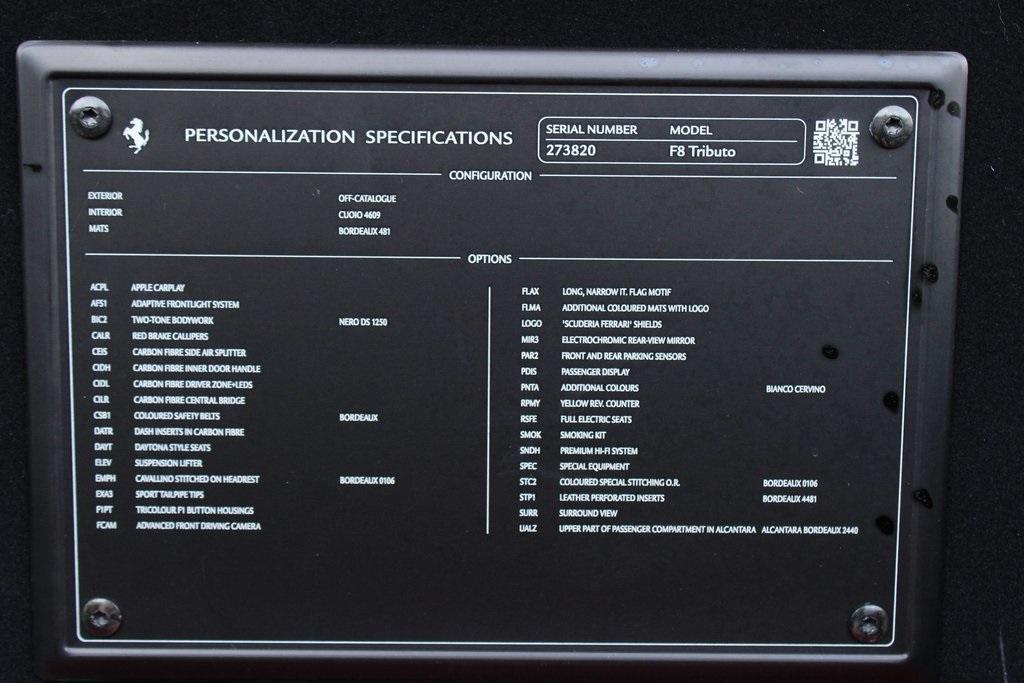 PERSONALIZATION SPECIFICATIONS
SERIAL NUMBER MODEL
273820 F8 Tributo
CONFIGURATION
EXTERIOR OFF-CATALOGUE
INTERIOR CUOIO 4609
MATS BORDEAUX 481
OPTIONS
ACPL APPLE CARPLAY
AFS1 ADAPTIVE FRONTLIGHT SYSTEM
BIC2 TWO-TONE BODYWORK NERO DS 1250
CALR RED BRAKE CALLIPERS
CEIS CARBON FIBRE SIDE AIR SPLITTER
CIDH CARBON FIBRE INNER DOOR HANDLE
CIDL CARBON FIBRE DRIVER ZONE+LEDS
CILR CARBON FIBRE CENTRAL BRIDGE
CSB1 COLOURED SAFETY BELTS BORDEAUX
DATR DASH INSERTS IN CARBON FIBRE
DAYT DAYTONA STYLE SEATS
ELEV SUSPENSION LIFTER
EMPH CAVALLINO STITCHED ON HEADREST BORDEAUX 0106
EXA3 SPORT TAILPIPE TIPS
F1PT TRICOLOUR F1 BUTTON HOUSINGS
FCAM ADVANCED FRONT DRIVING CAMERA
FLAX LONG, NARROW IT. FLAG MOTIF
FLMA ADDITIONAL COLOURED MATS WITH LOGO
LOGO 'SCUDERIA FERRARI' SHIELDS
MIR3 ELECTROCHROMIC REAR-VIEW MIRROR
PAR2 FRONT AND REAR PARKING SENSORS
PDIS PASSENGER DISPLAY
PNTA ADDITIONAL COLOURS BIANCO CERVINO
RPMY YELLOW REV. COUNTER
RSFE FULL ELECTRIC SEATS
SMOK SMOKING KIT
SNDH PREMIUM HI-FI SYSTEM
SPEC SPECIAL EQUIPMENT
STC2 COLOURED SPECIAL STITCHING O.R. BORDEAUX 0106
STP1 LEATHER PERFORATED INSERTS BORDEAUX 4481
SURR SURROUND VIEW
UALZ UPPER PART OF PASSENGER COMPARTMENT IN ALCANTARA ALCANTARA BORDEAUX 2440